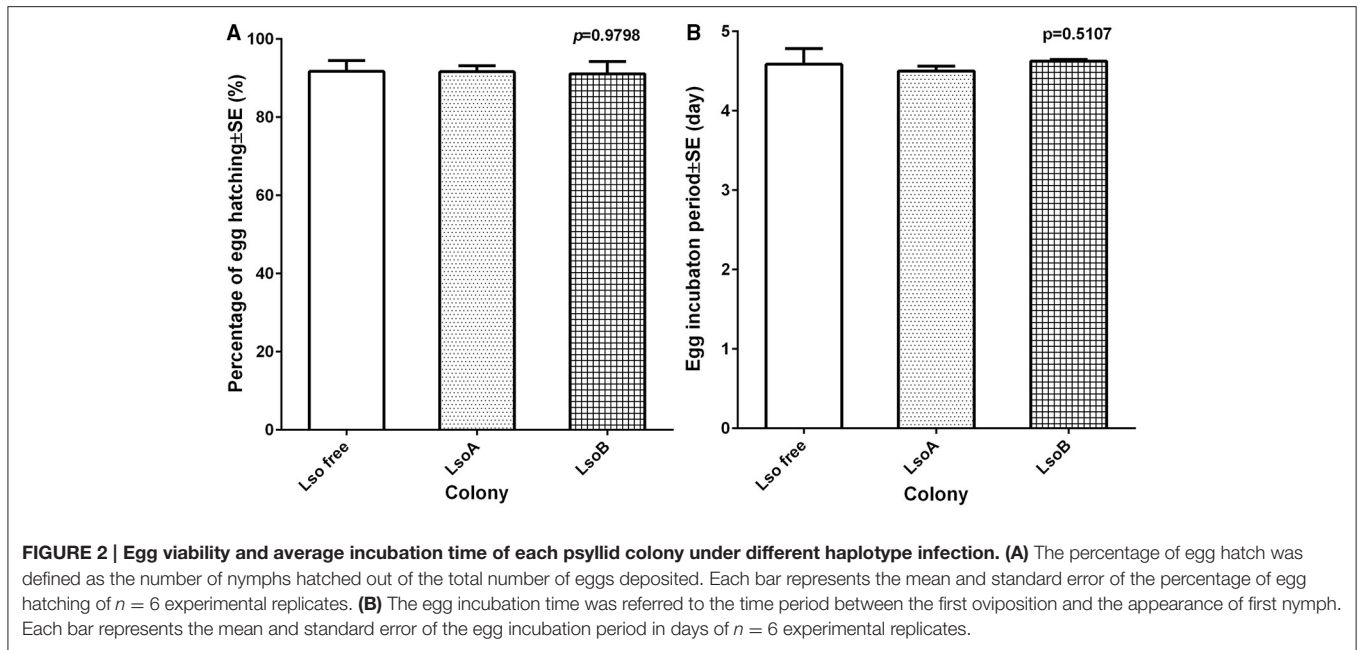 A
p=0.9798
100
80
60
40
20
0
Percentage of egg hatching±SE (%)
Lso free
LsoA
LsoB
Colony
B
p=0.5107
5
4
3
2
1
0
Egg incubaton period±SE (day)
Lso free
LsoA
LsoB
Colony
FIGURE 2 | Egg viability and average incubation time of each psyllid colony under different haplotype infection. (A) The percentage of egg hatch was
defined as the number of nymphs hatched out of the total number of eggs deposited. Each bar represents the mean and standard error of the percentage of egg
hatching of n = 6 experimental replicates. (B) The egg incubation time was referred to the time period between the first oviposition and the appearance of first nymph.
Each bar represents the mean and standard error of the egg incubation period in days of n = 6 experimental replicates.